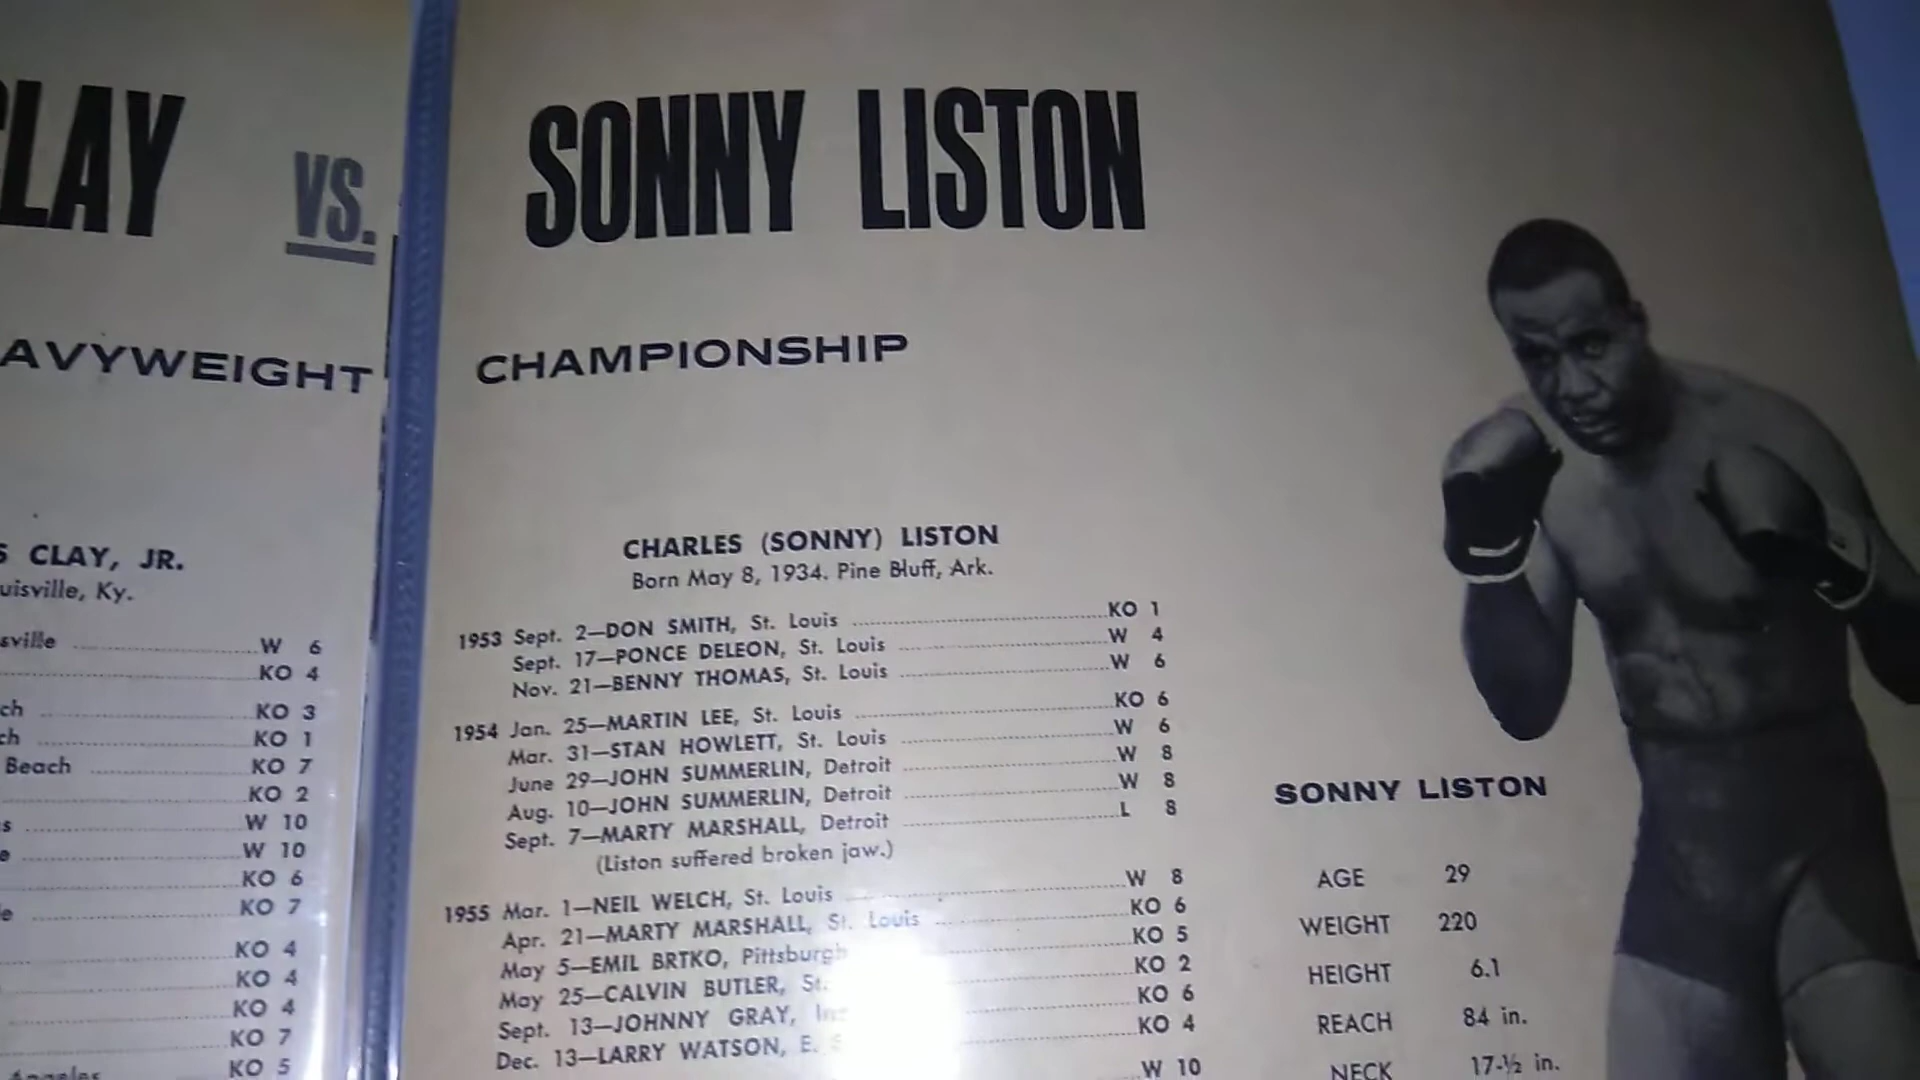 LAY VS.
AVYWEIGHT
CLAY, JR.
uisville, Ky.
sville W 6
KO 4
ch KO 3
ch KO 1
Beach KO 7
KO 2
s W 10
e W 10
KO 6
e KO 7
KO 4
KO 4
KO 4
KO 7
KO 5
SONNY LISTON
CHAMPIONSHIP
CHARLES (SONNY) LISTON
Born May 8, 1934. Pine Bluff, Ark.
1953 Sept. 2—DON SMITH, St. Louis KO 1
Sept. 17—PONCE DELEON, St. Louis W 4
Nov. 21—BENNY THOMAS, St. Louis W 6
1954 Jan. 25—MARTIN LEE, St. Louis KO 6
Mar. 31—STAN HOWLETT, St. Louis W 6
June 29—JOHN SUMMERLIN, Detroit W 8
Aug. 10—JOHN SUMMERLIN, Detroit W 8
Sept. 7—MARTY MARSHALL, Detroit L 8
(Liston suffered broken jaw.)
1955 Mar. 1—NEIL WELCH, St. Louis W 8
Apr. 21—MARTY MARSHALL, St. Louis KO 6
May 5—EMIL BRTKO, Pittsburgh KO 5
May 25—CALVIN BUTLER, St. KO 2
Sept. 13—JOHNNY GRAY, KO 6
Dec. 13—LARRY WATSON, E. KO 4
W 10
SONNY LISTON
AGE 29
WEIGHT 220
HEIGHT 6.1
REACH 84 in.
NECK 17-½ in.